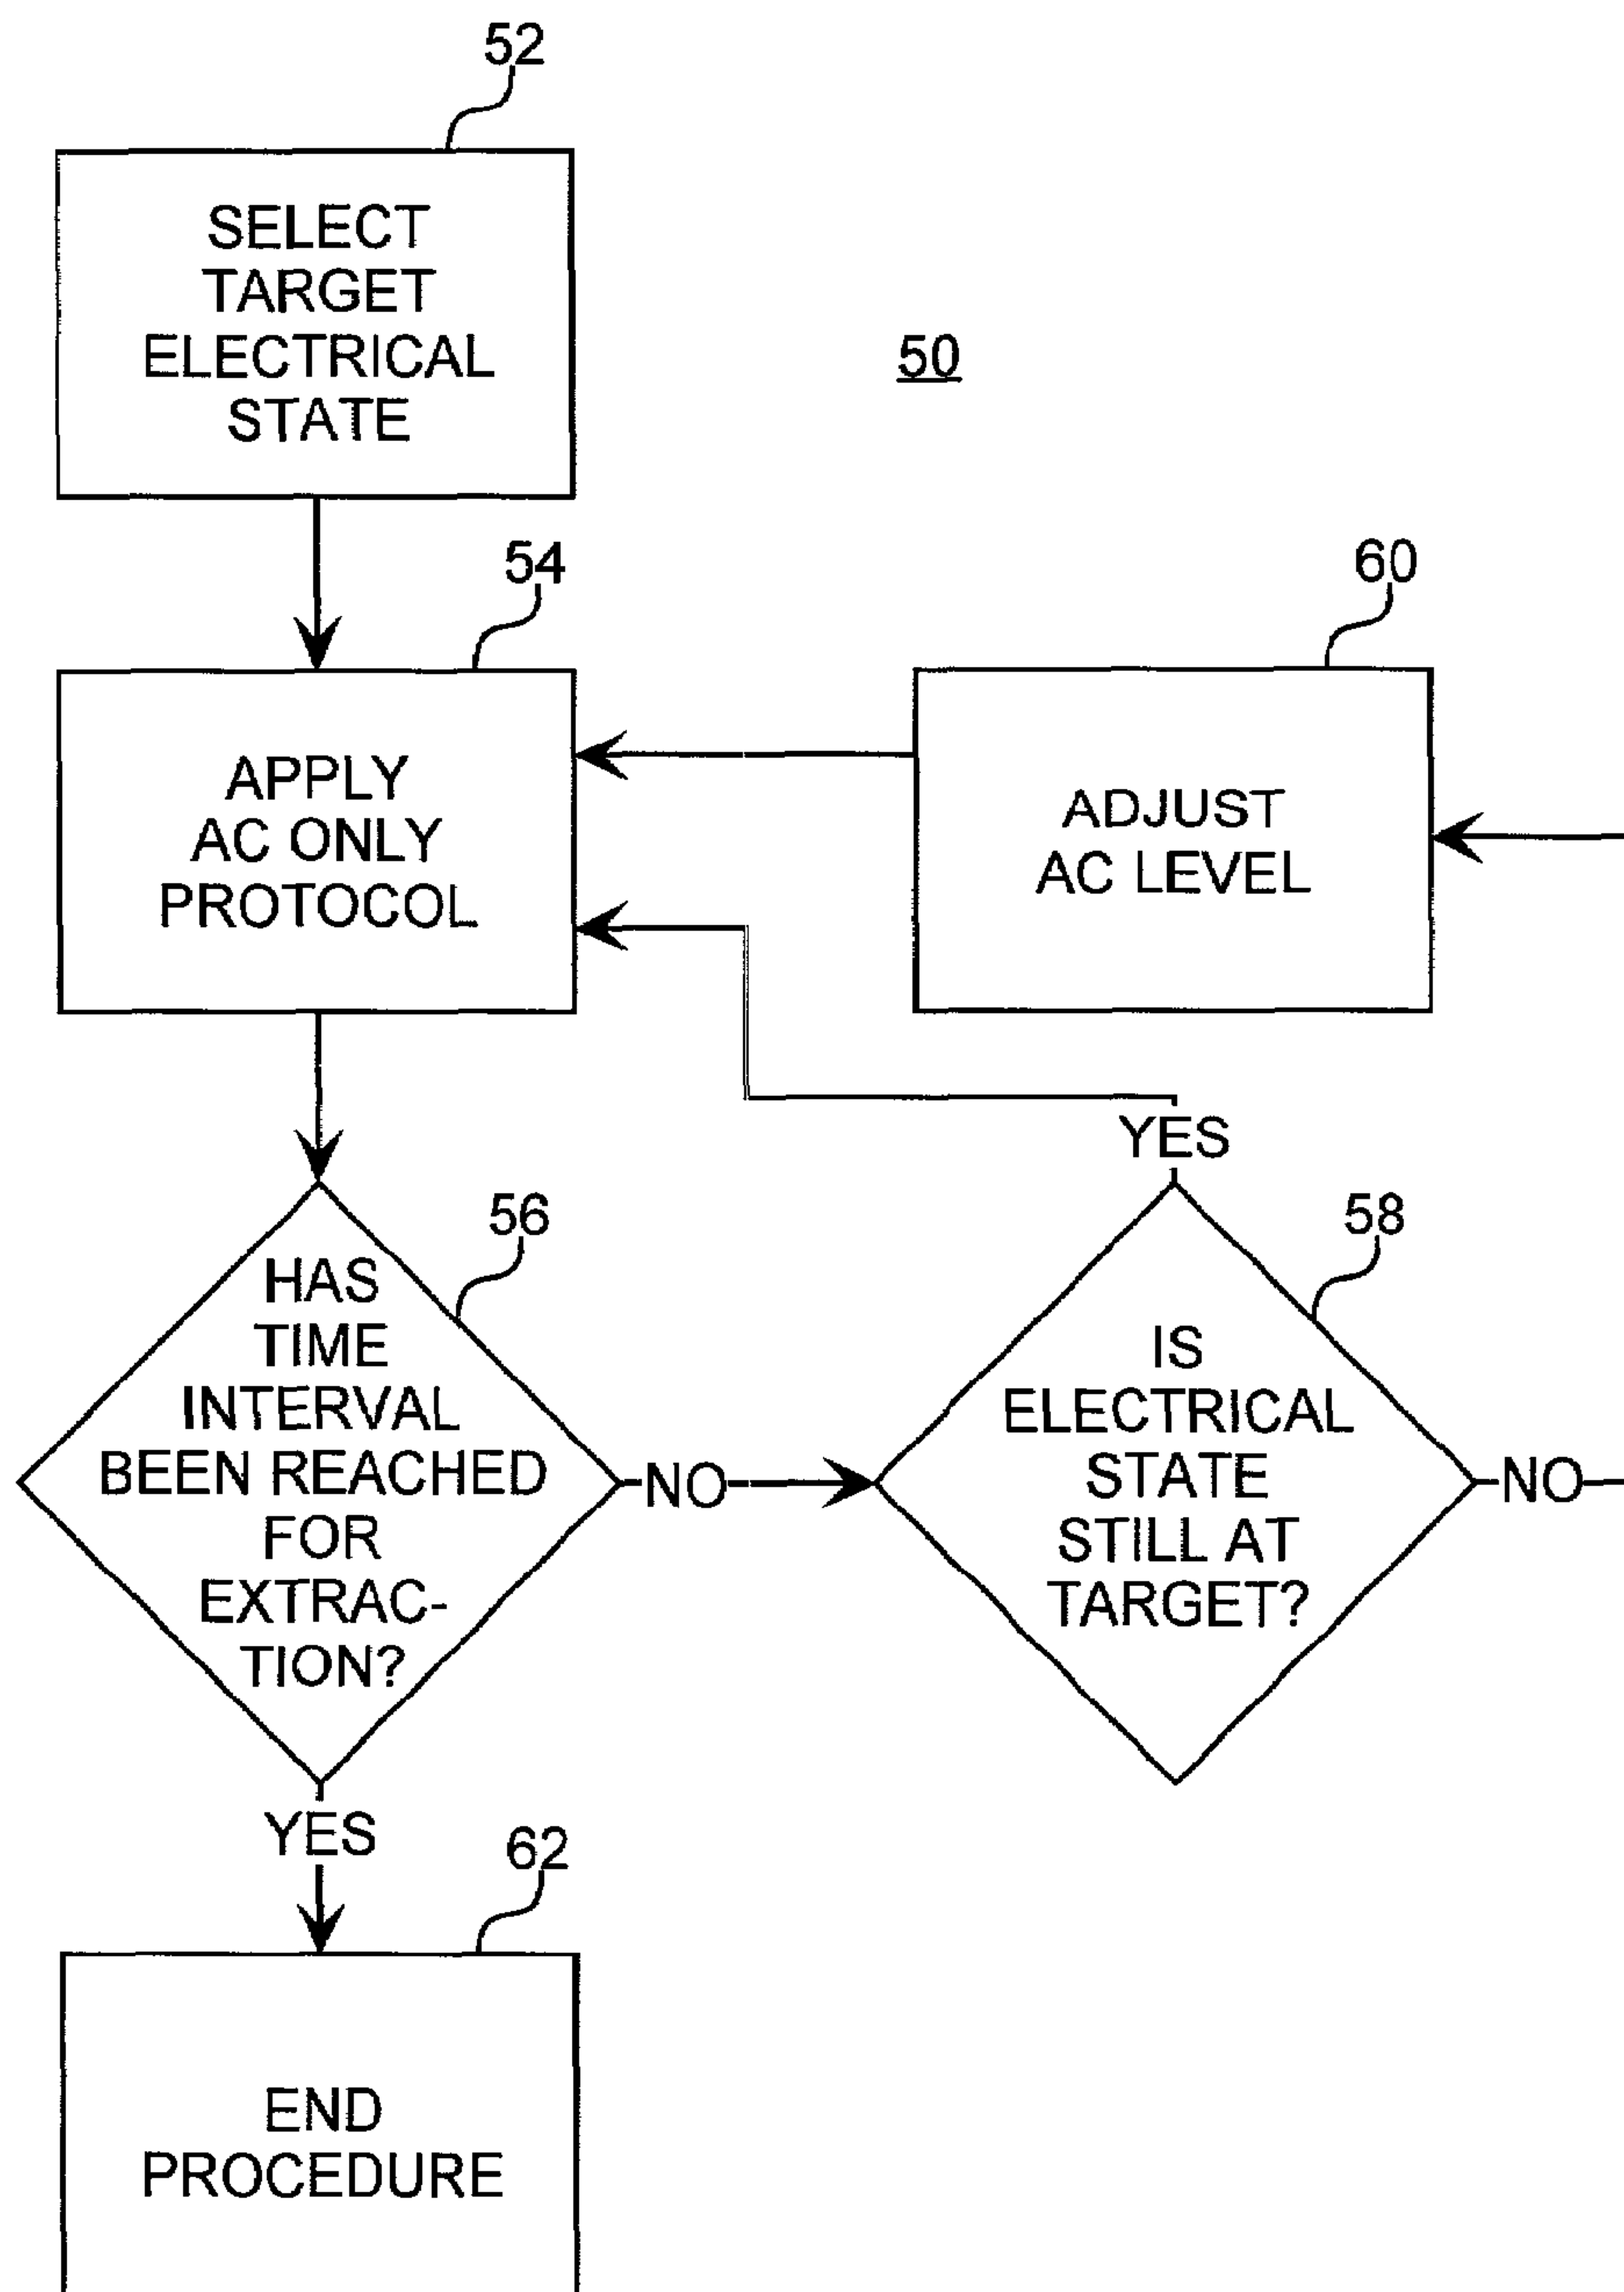 52
SELECT
TARGET
ELECTRICAL
STATE
50
54
APPLY
AC ONLY
PROTOCOL
60
ADJUST
AC LEVEL
56
HAS
TIME
INTERVAL
BEEN REACHED
FOR
EXTRAC-
TION?
NO
YES
58
IS
ELECTRICAL
STATE
STILL AT
TARGET?
NO
YES
62
END
PROCEDURE